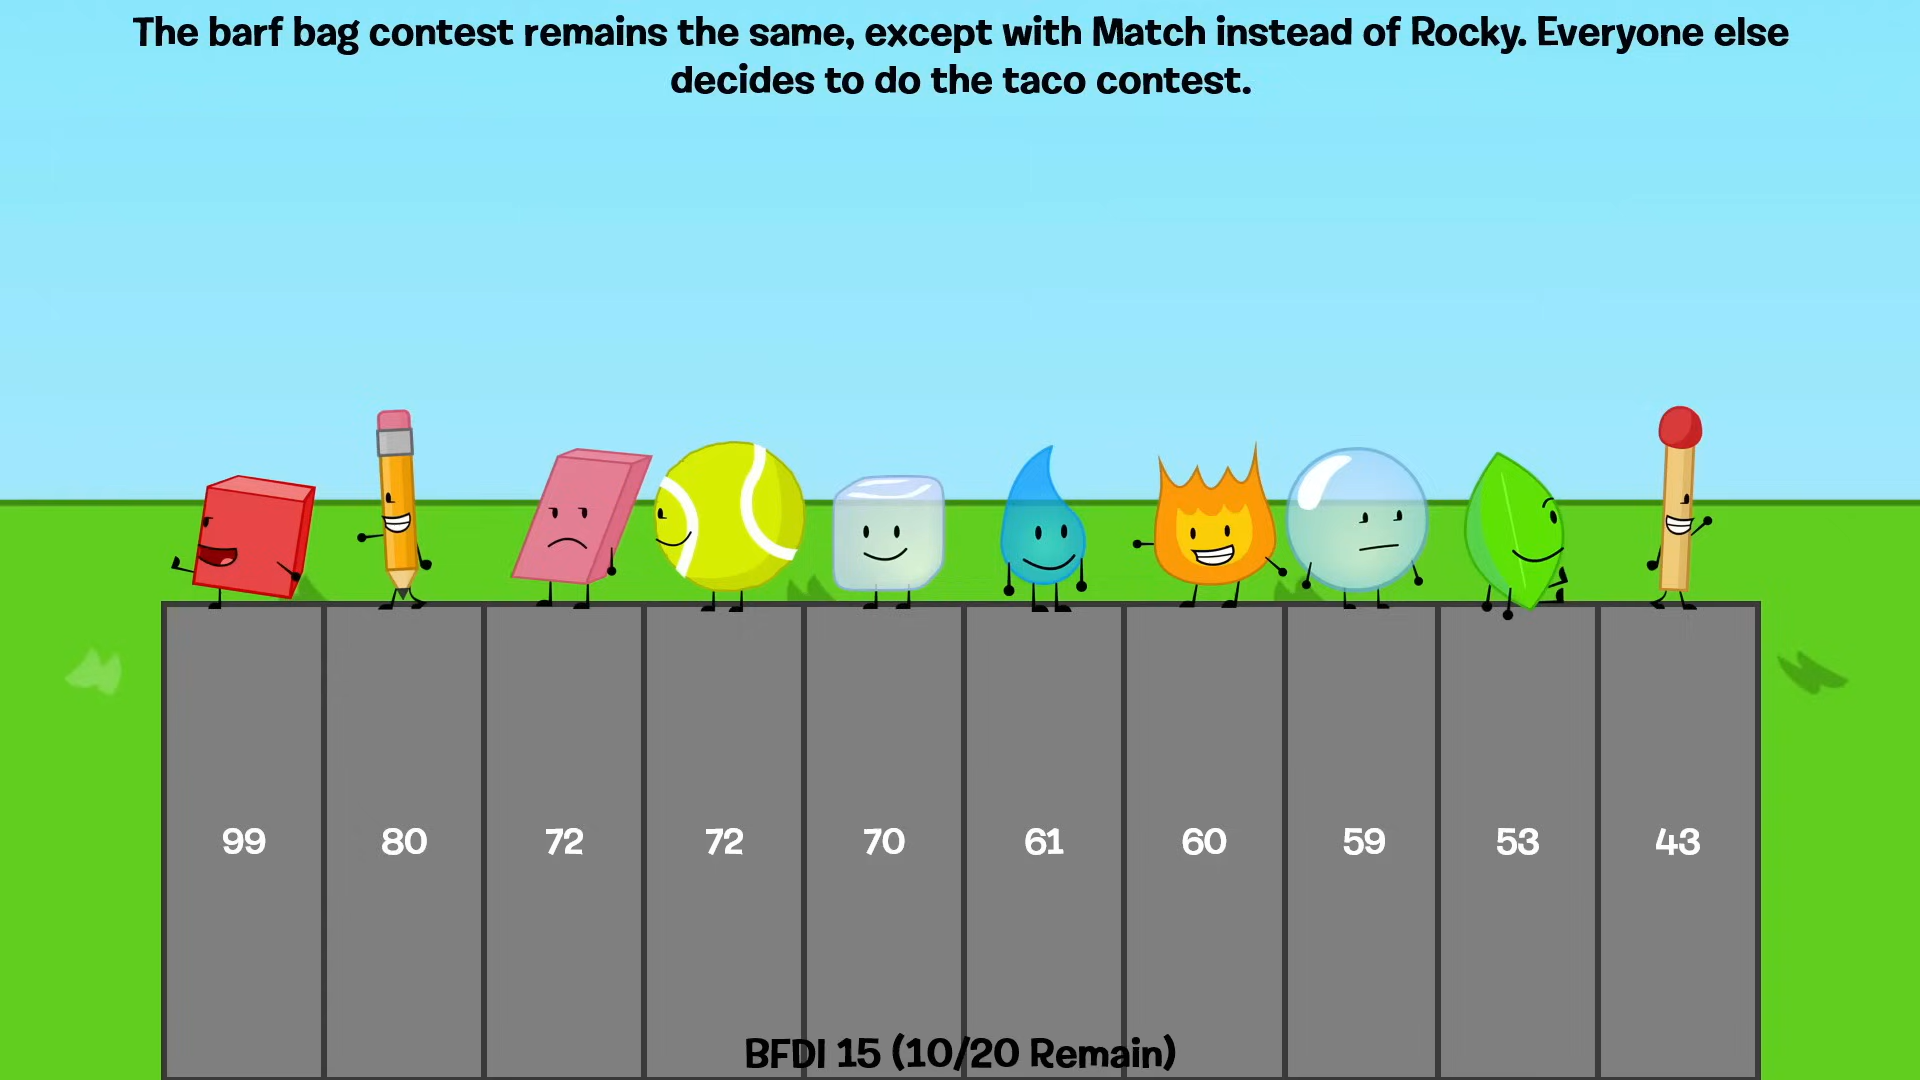 The barf bag contest remains the same, except with Match instead of Rocky. Everyone else
decides to do the taco contest.
99 80 72 72 70 61 60 59 53 43
BFDI 15 (10/20 Remain)